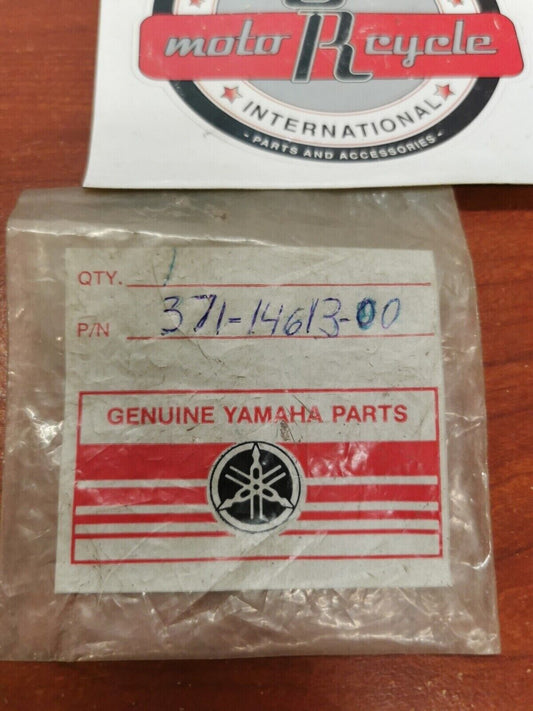 moto R cycle
INTERNATIONAL
- PARTS AND ACCESSORIES -
QTY. 1
P/N 371-14613-00
GENUINE YAMAHA PARTS